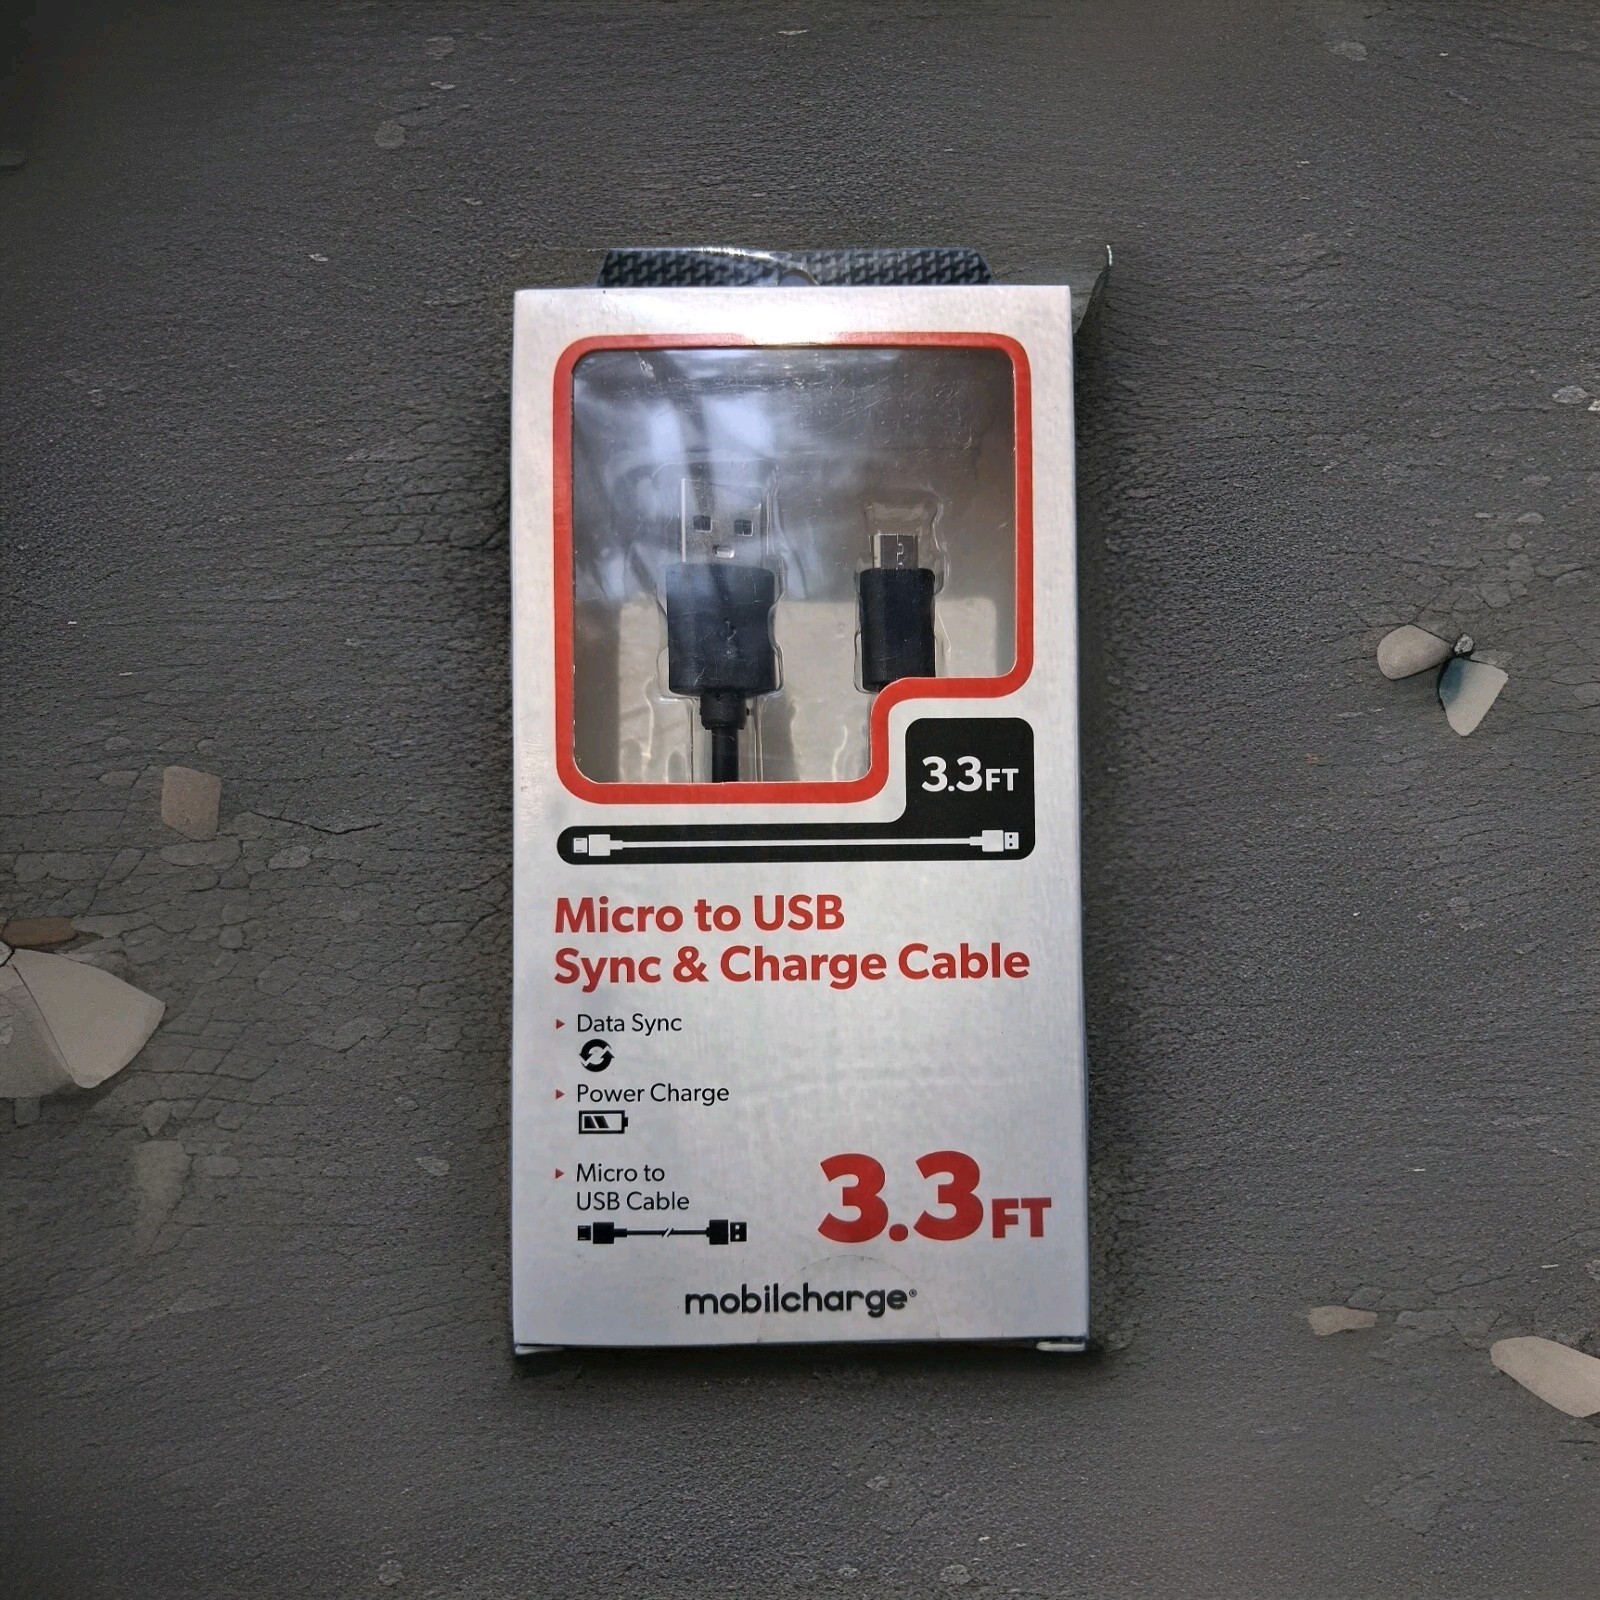 3.3FT
Micro to USB
Sync & Charge Cable
▸ Data Sync
▸ Power Charge
▸ Micro to
USB Cable
3.3FT
mobilcharge®